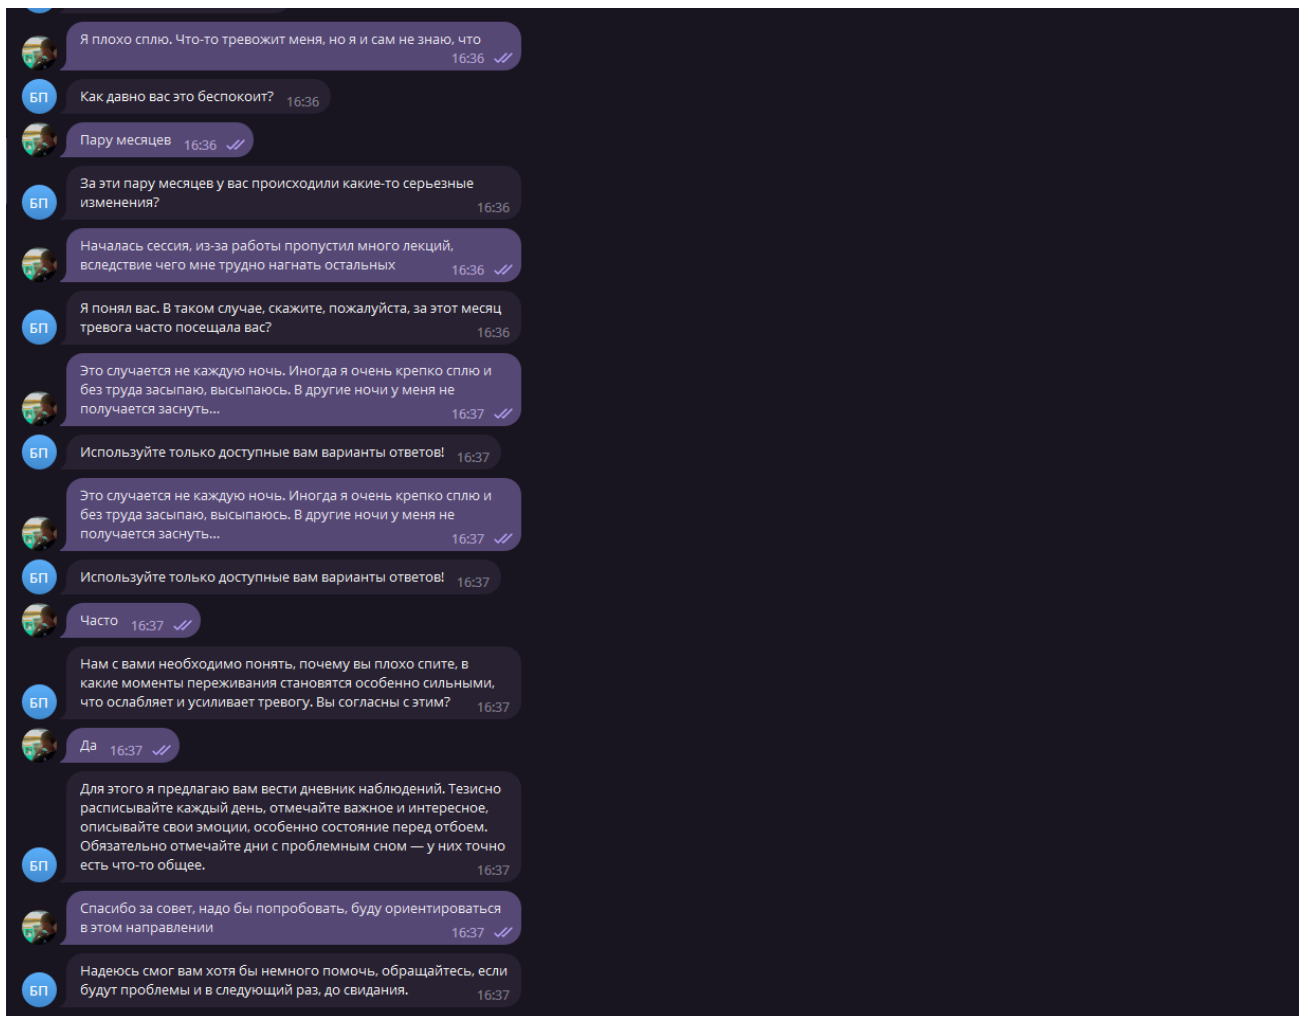 Я плохо сплю. Что-то тревожит меня, но я и сам не знаю, что
16:36
БП
Как давно вас это беспокоит? 16:36
Пару месяцев 16:36
За эти пару месяцев у вас происходили какие-то серьезные
изменения?
БП
16:36
Началась сессия, из-за работы пропустил много лекций,
вследствие чего мне трудно нагнать остальных 16:36
Я понял вас. В таком случае, скажите, пожалуйста, за этот месяц
тревога часто посещала вас?
БП
16:36
Это случается не каждую ночь. Иногда я очень крепко сплю и
без труда засыпаю, высыпаюсь. В другие ночи у меня не
получается заснуть... 16:37
БП
Используйте только доступные вам варианты ответов! 16:37
Это случается не каждую ночь. Иногда я очень крепко сплю и
без труда засыпаю, высыпаюсь. В другие ночи у меня не
получается заснуть... 16:37
БП
Используйте только доступные вам варианты ответов! 16:37
Часто 16:37
Нам с вами необходимо понять, почему вы плохо спите, в
какие моменты переживания становятся особенно сильными,
что ослабляет и усиливает тревогу. Вы согласны с этим? 16:37
БП
Да 16:37
Для этого я предлагаю вам вести дневник наблюдений. Тезисно
расписывайте каждый день, отмечайте важное и интересное,
описывайте свои эмоции, особенно состояние перед отбоем.
Обязательно отмечайте дни с проблемным сном — у них точно
есть что-то общее. 16:37
БП
Спасибо за совет, надо бы попробовать, буду ориентироваться
в этом направлении 16:37
Надеюсь смог вам хотя бы немного помочь, обращайтесь, если
будут проблемы и в следующий раз, до свидания. 16:37
БП